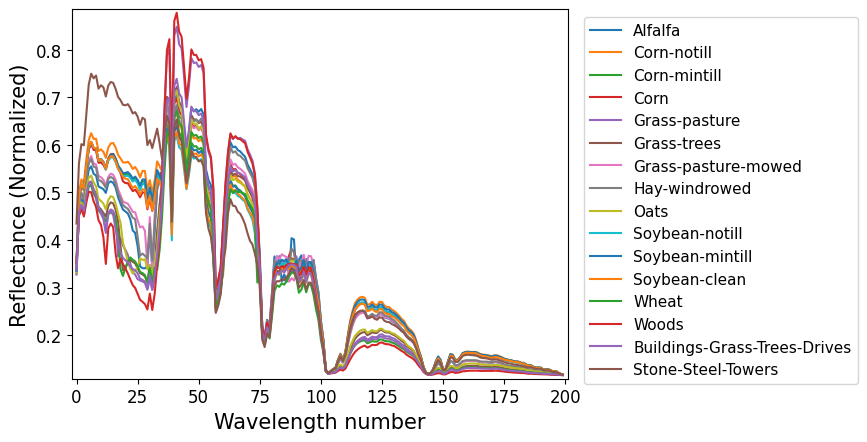 Reflectance (Normalized)
0.8
0.7
0.6
0.5
0.4
0.3
0.2
0 25 50 75 100 125 150 175 200
Wavelength number
Alfalfa
Corn-notill
Corn-mintill
Corn
Grass-pasture
Grass-trees
Grass-pasture-mowed
Hay-windrowed
Oats
Soybean-notill
Soybean-mintill
Soybean-clean
Wheat
Woods
Buildings-Grass-Trees-Drives
Stone-Steel-Towers